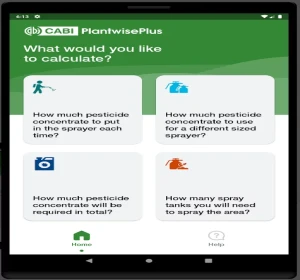 6:13
CABI PlantwisePlus
What would you like
to calculate?
How much pesticide
concentrate to put
in the sprayer each
time?
How much pesticide
concentrate to use
for a different sized
sprayer?
How much pesticide
concentrate will be
required in total?
How many spray
tanks you will need
to spray the area?
Home
Help